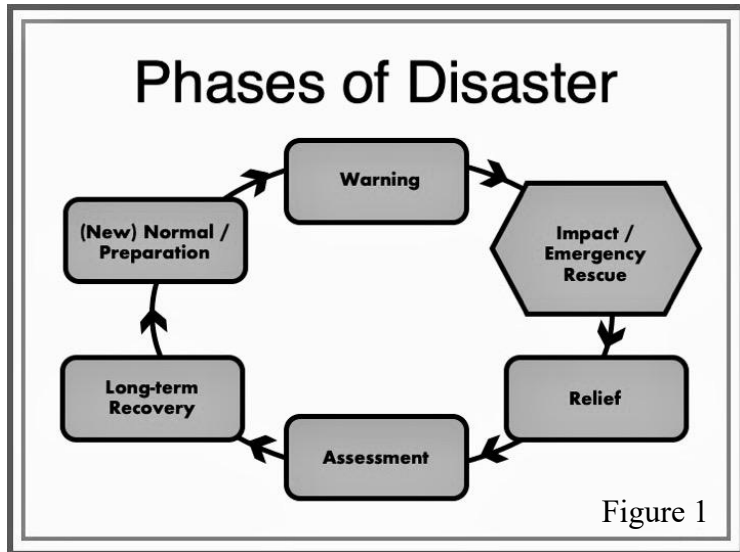 Phases of Disaster
Warning
Impact /
Emergency
Rescue
Relief
Assessment
Long-term
Recovery
(New) Normal /
Preparation
Figure 1